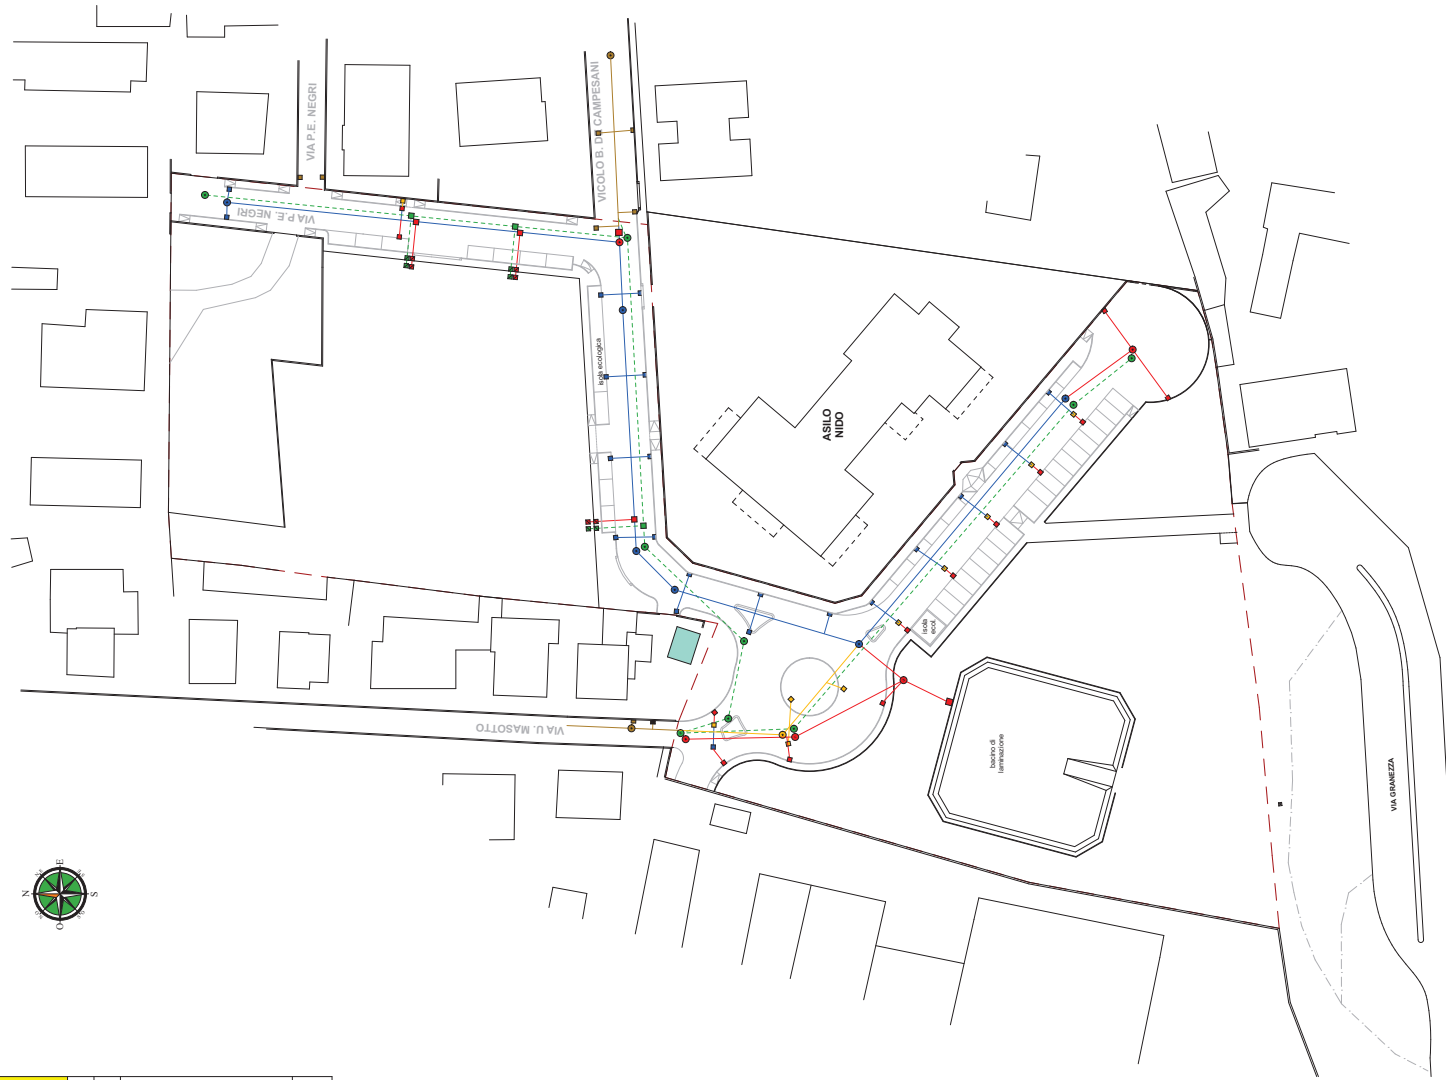 VIA P.E. NEGRI
VICOLO B. DI CAMPESANI
VIA P.E. NEGRI
isola ecologica
ASILO
NIDO
isola
ecol.
VIA U. MASOTTO
bacino di
laminazione
VIA GRANEZZA
E
N
S
O